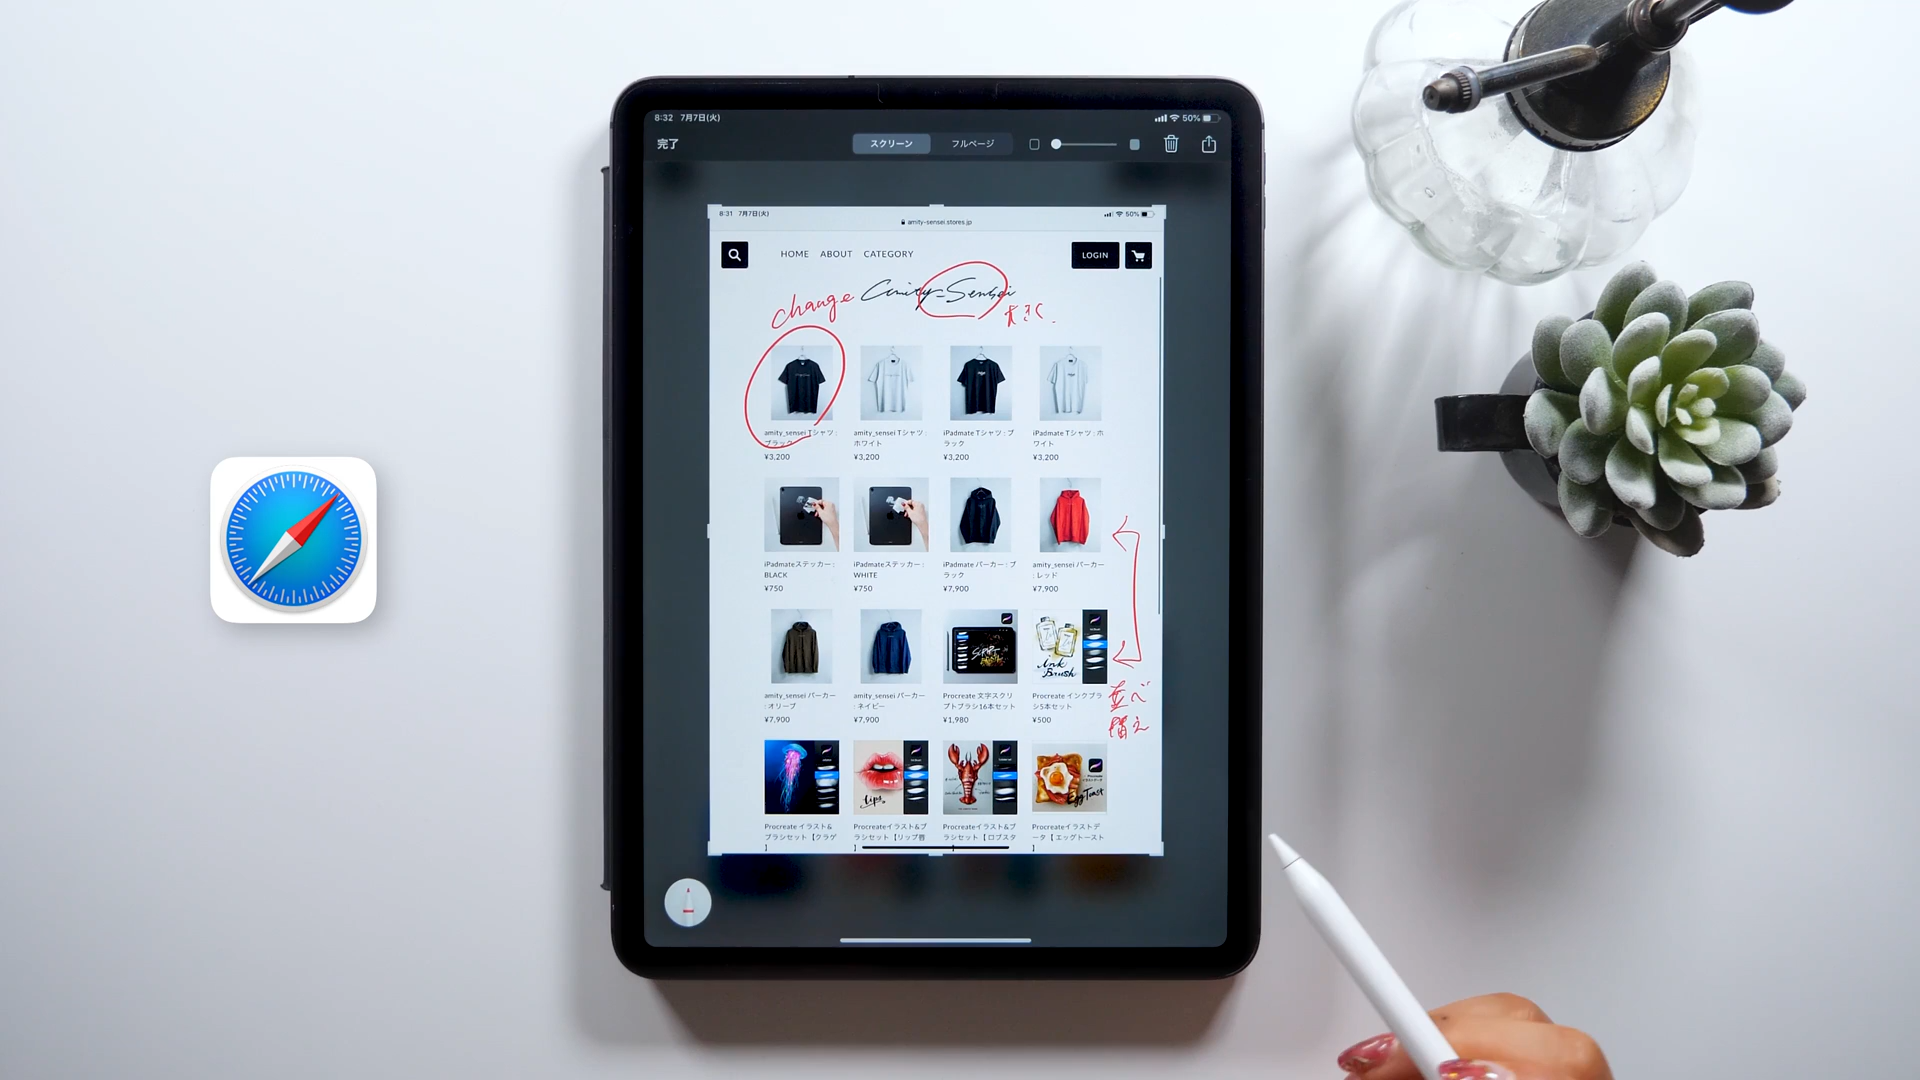 8:32 7月7日(火)
50%
完了
スクリーン
フルページ
8:31 7月7日(火)
50%
amity-sensei.stores.jp
HOME
ABOUT
CATEGORY
LOGIN
change
Amity-Sensei
大きく.
amity_sensei Tシャツ :
ブラック
¥3,200
amity_sensei Tシャツ :
ホワイト
¥3,200
iPadmate Tシャツ : ブ
ラック
¥3,200
iPadmate Tシャツ : ホ
ワイト
¥3,200
iPadmateステッカー :
BLACK
¥750
iPadmateステッカー :
WHITE
¥750
iPadmate パーカー : ブ
ラック
¥7,900
amity_sensei パーカー
: レッド
¥7,900
Script
Ink
Brush
amity_sensei パーカー
: オリーブ
¥7,900
amity_sensei パーカー
: ネイビー
¥7,900
Procreate 文字スクリ
プトブラシ16本セット
¥1,980
Procreate インクブラ
シ5本セット
¥500
並べ
替え
Lips
Egg Toast
Procreate イラスト&
ブラシセット【クラゲ
】
Procreateイラスト&ブ
ラシセット【リップ唇
】
Procreateイラスト&ブ
ラシセット【ロブスタ
】
Procreateイラストデ
ータ【エッグトースト
】